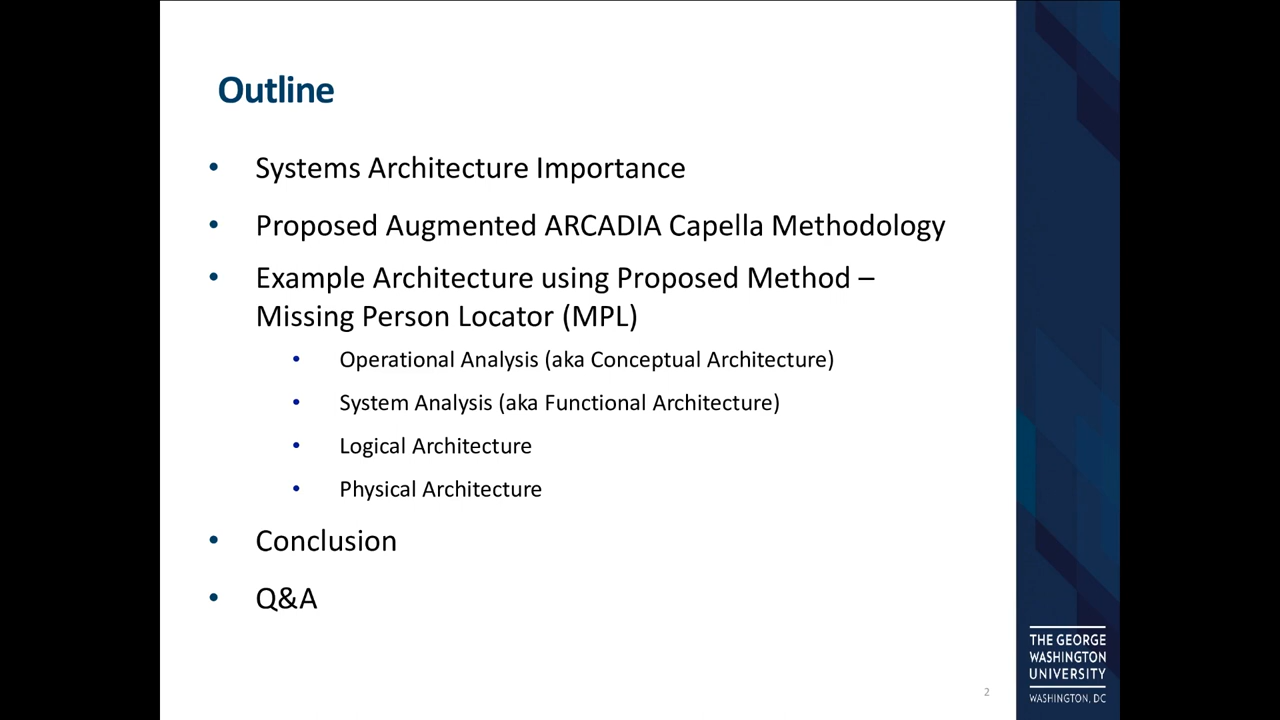 Outline
• Systems Architecture Importance
• Proposed Augmented ARCADIA Capella Methodology
• Example Architecture using Proposed Method –
Missing Person Locator (MPL)
• Operational Analysis (aka Conceptual Architecture)
• System Analysis (aka Functional Architecture)
• Logical Architecture
• Physical Architecture
• Conclusion
• Q&A
2
THE GEORGE
WASHINGTON
UNIVERSITY
WASHINGTON, DC